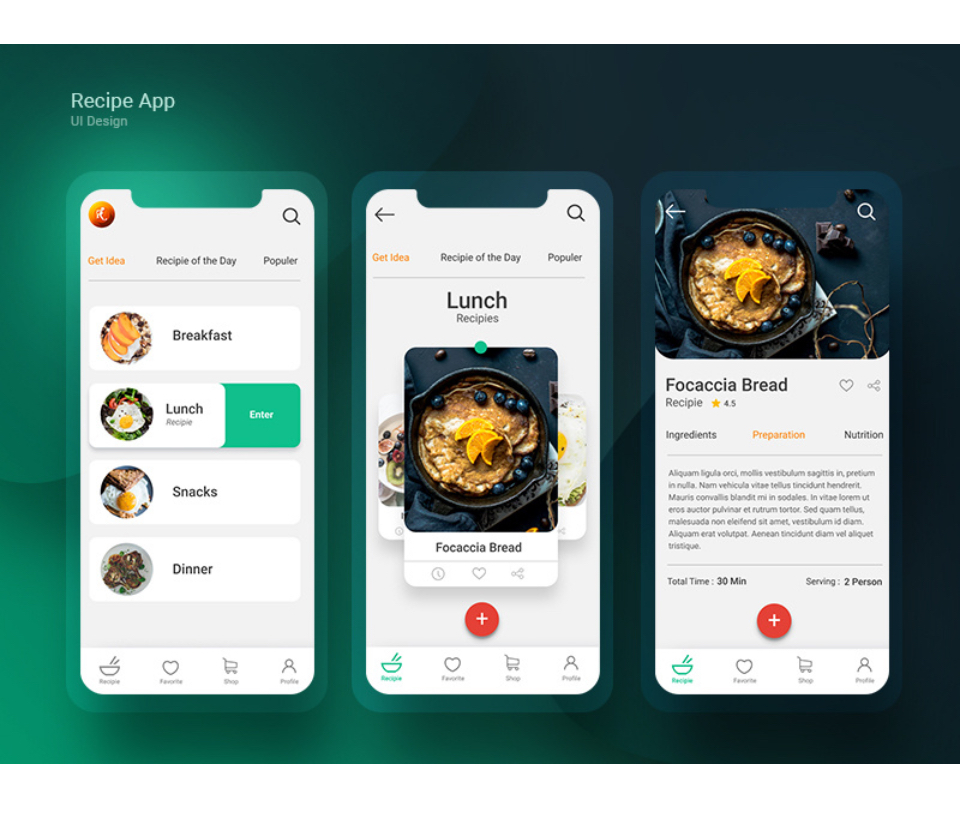 Recipe App
UI Design
Get Idea
Recipie of the Day
Populer
Breakfast
Lunch
Recipie
Enter
Snacks
Dinner
Recipie
Favorite
Shop
Profile
Get Idea
Recipie of the Day
Populer
Lunch
Recipies
Focaccia Bread
Recipie
Favorite
Shop
Profile
Focaccia Bread
Recipie
4.5
Ingredients
Preparation
Nutrition
Aliquam ligula orci, mollis vestibulum sagittis in, pretium
in nulla. Nam vehicula vitae tellus tincidunt hendrerit.
Mauris convallis blandit mi in sodales. In vitae lorem ut
eros auctor pulvinar et rutrum tortor. Sed quam tellus,
malesuada non eleifend sit amet, vestibulum id diam.
Aliquam erat volutpat. Aenean tincidunt diam vel aliquet
tristique.
Total Time : 30 Min
Serving : 2 Person
Recipie
Favorite
Shop
Profile